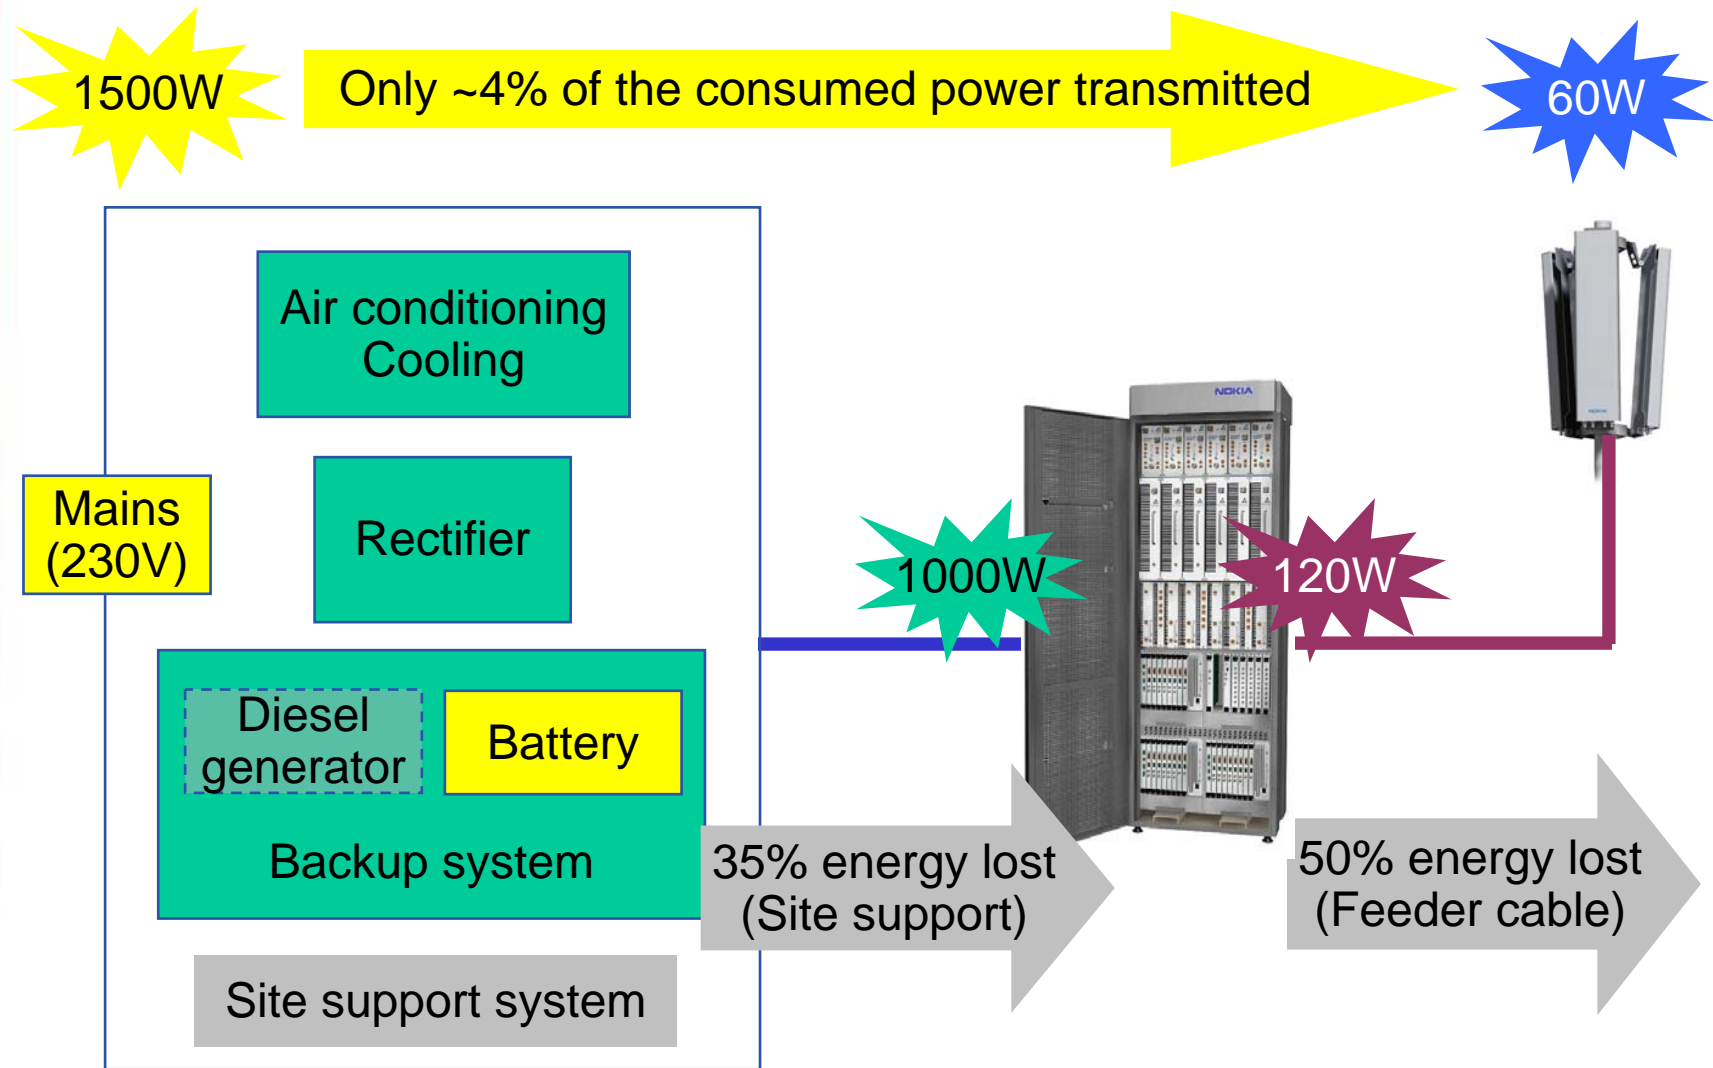 1500W
Only ~4% of the consumed power transmitted
60W
Air conditioning
Cooling
Mains
(230V)
Rectifier
NOKIA
1000W
120W
Diesel
generator
Battery
Backup system
35% energy lost
(Site support)
50% energy lost
(Feeder cable)
Site support system
NOKIA